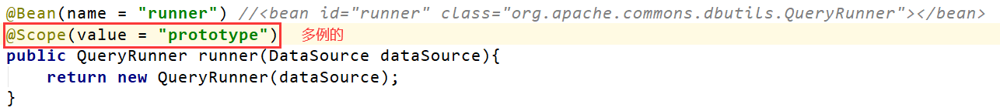 @Bean(name = "runner") //<bean id="runner" class="org.apache.commons.dbutils.QueryRunner"></bean>
@Scope(value = "prototype") 多例的
public QueryRunner runner(DataSource dataSource){
    return new QueryRunner(dataSource);
}